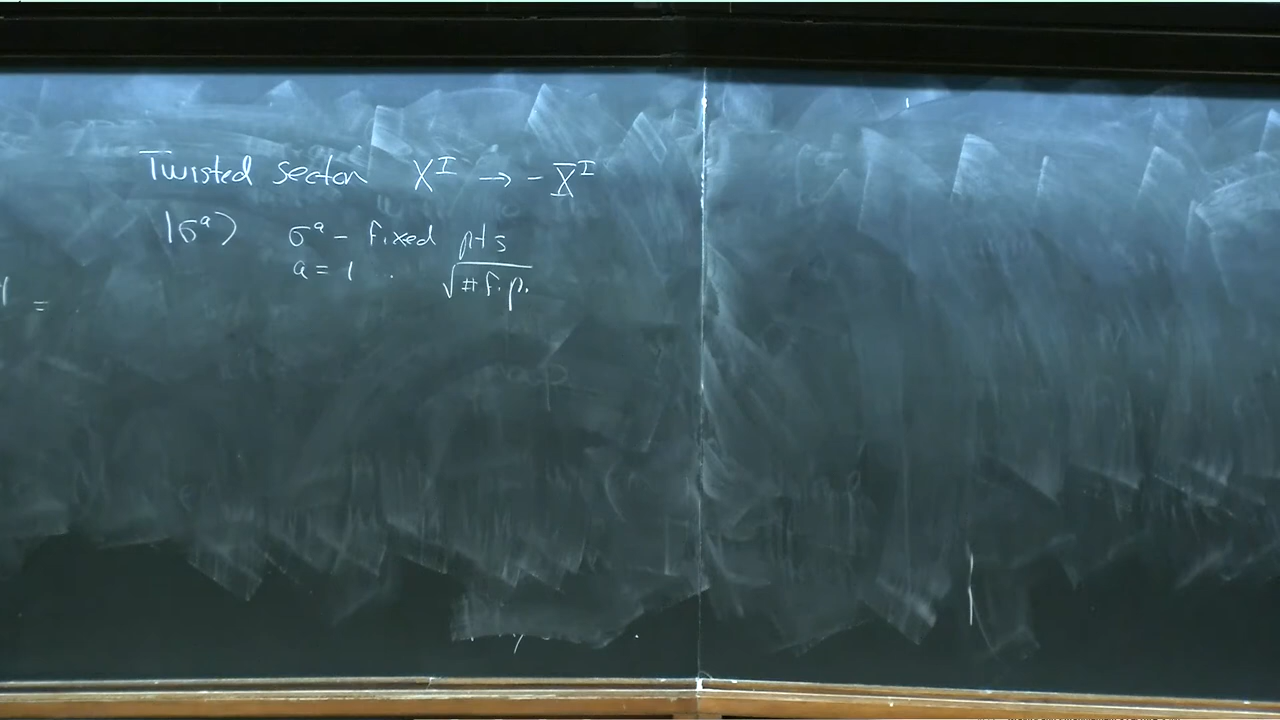 Twisted sector X^I → - X^I
|σ^a⟩ σ^a - fixed pts
a = 1 . √# f.p.
=